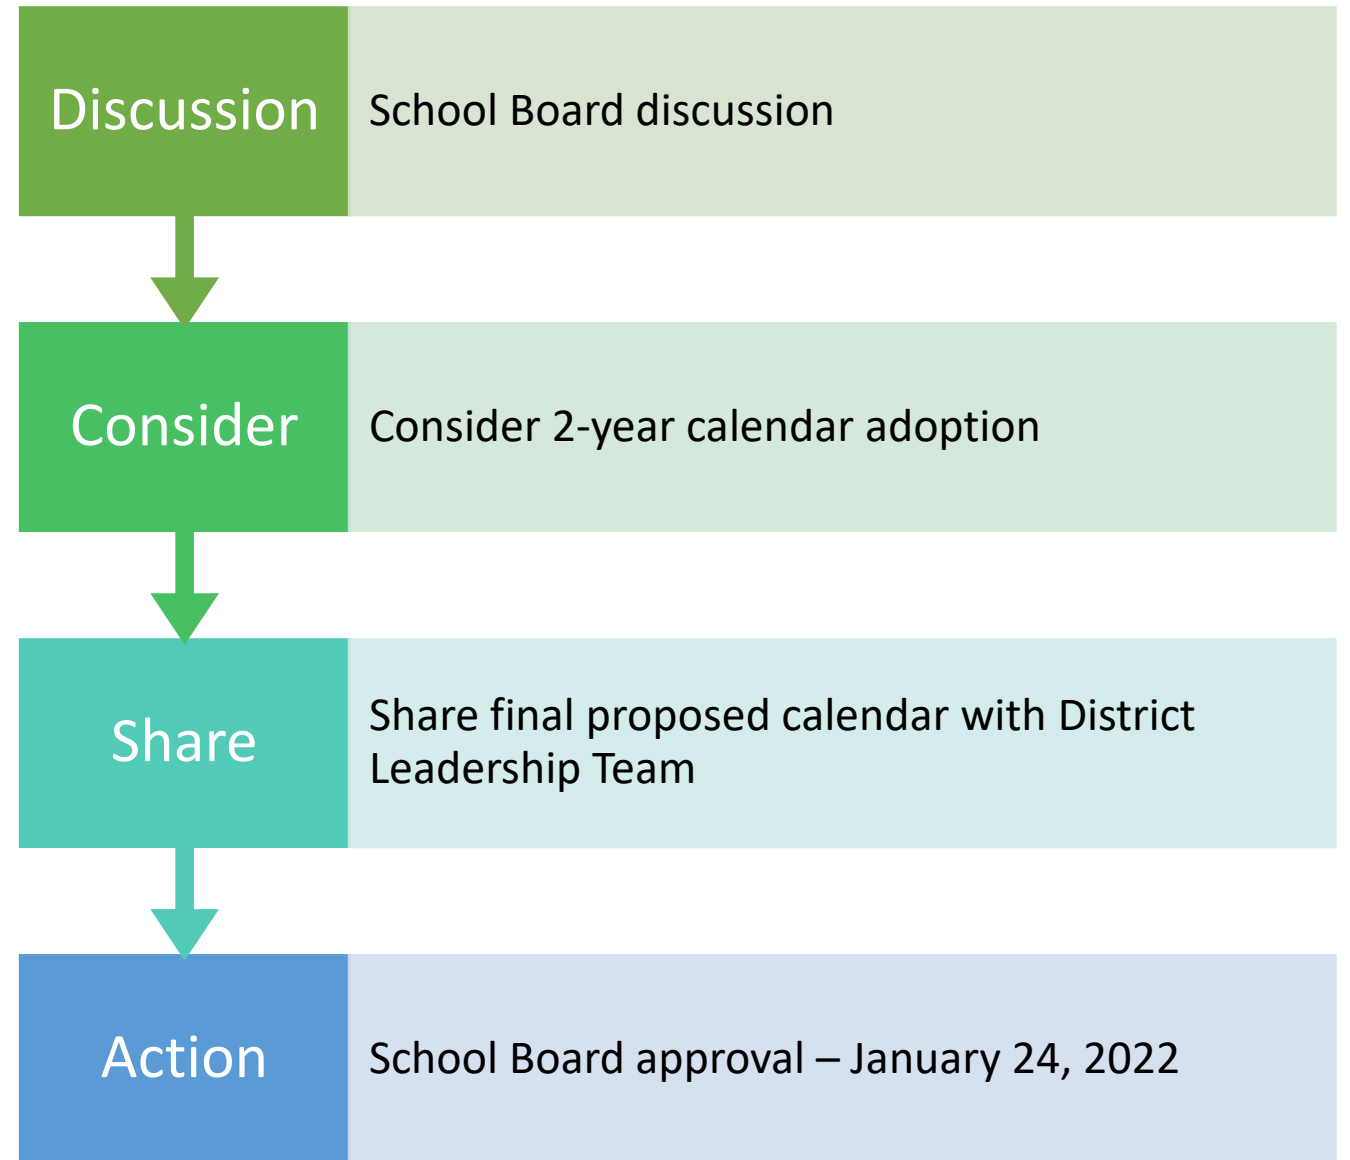 Discussion
School Board discussion
Consider
Consider 2-year calendar adoption
Share
Share final proposed calendar with District
Leadership Team
Action
School Board approval – January 24, 2022